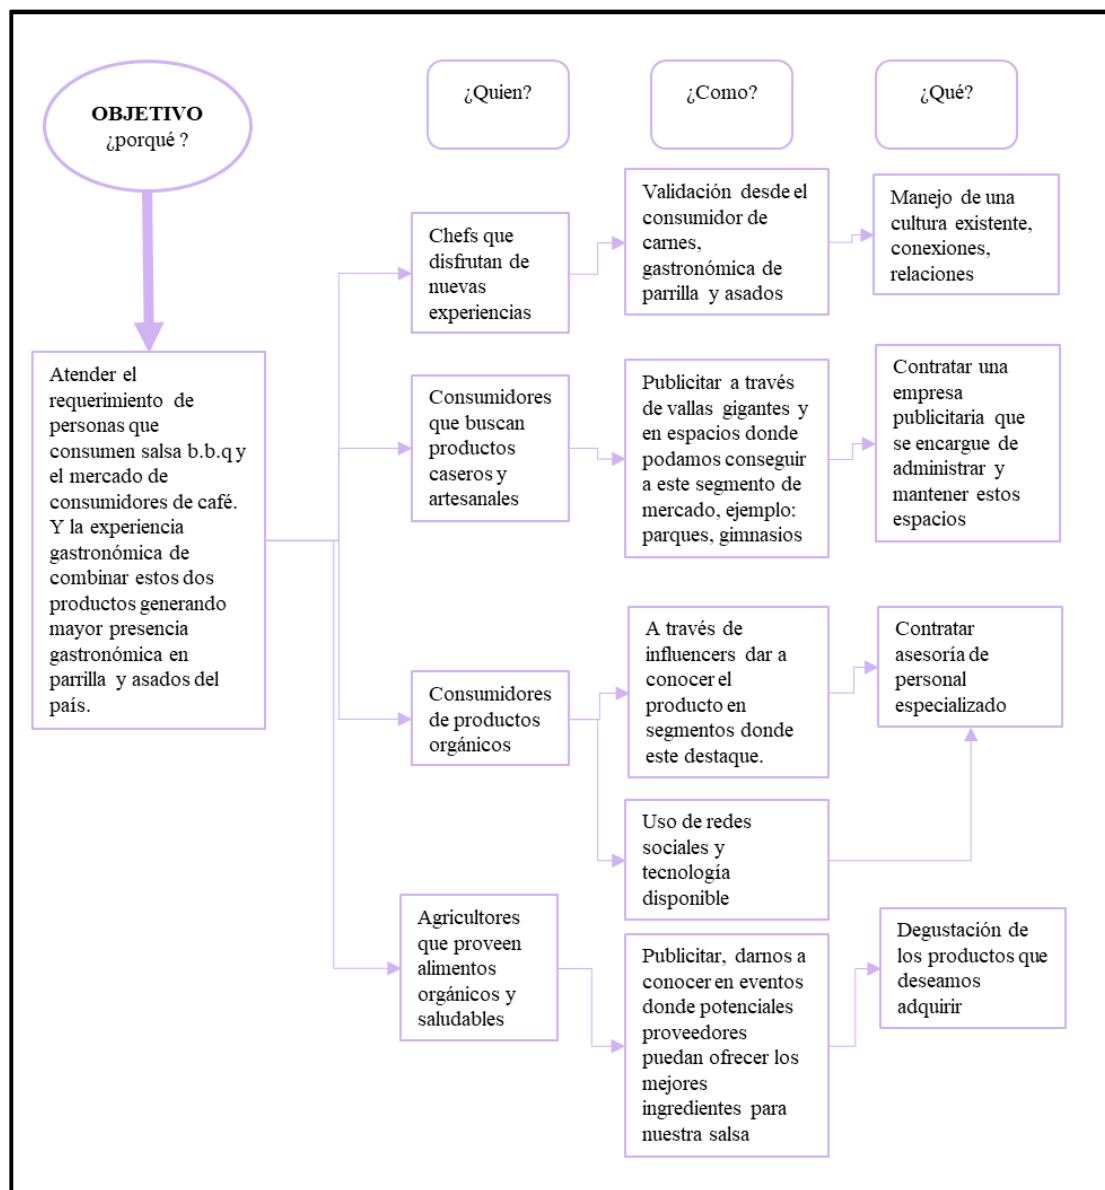 OBJETIVO
¿porqué ?
¿Quien?
¿Como?
¿Qué?
Atender el
requerimiento de
personas que
consumen salsa b.b.q y
el mercado de
consumidores de café.
Y la experiencia
gastronómica de
combinar estos dos
productos generando
mayor presencia
gastronómica en
parrilla y asados del
país.
Chefs que
disfrutan de
nuevas
experiencias
Validación desde el
consumidor de
carnes,
gastronómica de
parrilla y asados
Manejo de una
cultura existente,
conexiones,
relaciones
Consumidores
que buscan
productos
caseros y
artesanales
Publicitar a través
de vallas gigantes y
en espacios donde
podamos conseguir
a este segmento de
mercado, ejemplo:
parques, gimnasios
Contratar una
empresa
publicitaria que
se encargue de
administrar y
mantener estos
espacios
Consumidores
de productos
orgánicos
A través de
influencers dar a
conocer el
producto en
segmentos donde
este destaque.
Contratar
asesoría de
personal
especializado
Uso de redes
sociales y
tecnología
disponible
Agricultores
que proveen
alimentos
orgánicos y
saludables
Publicitar, darnos a
conocer en eventos
donde potenciales
proveedores
puedan ofrecer los
mejores
ingredientes para
nuestra salsa
Degustación de
los productos que
deseamos
adquirir